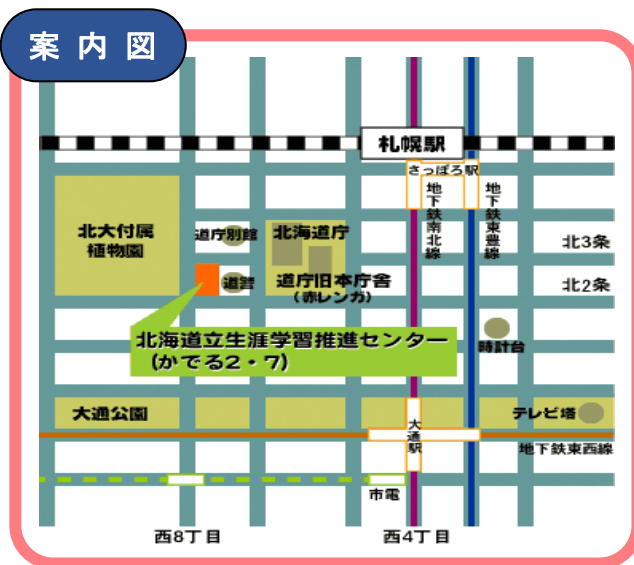 案内図
札幌駅
さっぽろ駅
地下鉄南北線
地下鉄東豊線
北大付属
植物園
道庁別館
北海道庁
北3条
道警
道庁旧本庁舎
(赤レンガ)
北2条
北海道立生涯学習推進センター
(かでる2・7)
時計台
大通公園
大通駅
テレビ塔
地下鉄東西線
市電
西8丁目
西4丁目